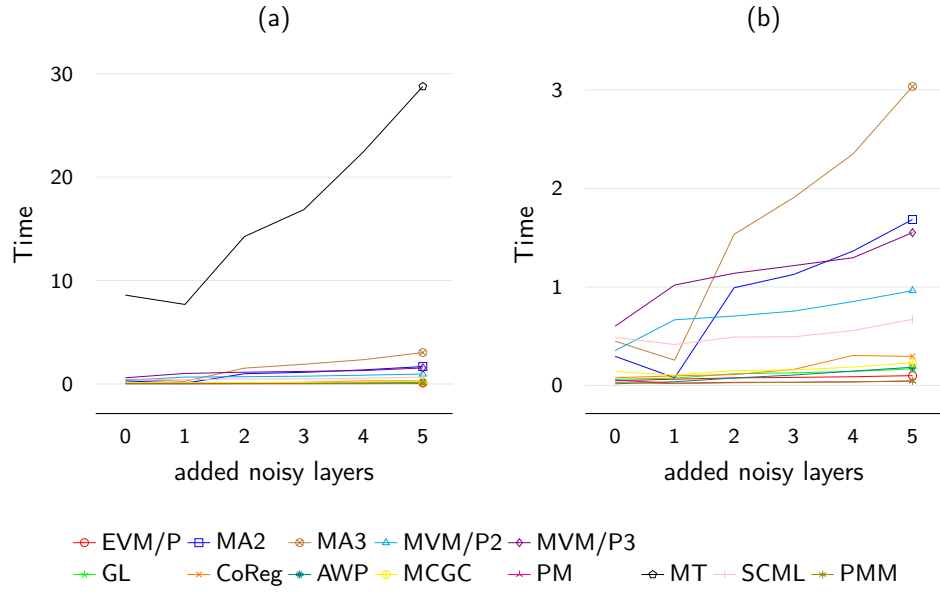 (a)
30
20
10
0
Time
0 1 2 3 4 5
added noisy layers
(b)
3
2
1
0
Time
0 1 2 3 4 5
added noisy layers
EVM/P MA2 MA3 MVM/P2 MVM/P3
GL CoReg AWP MCGC PM MT SCML PMM